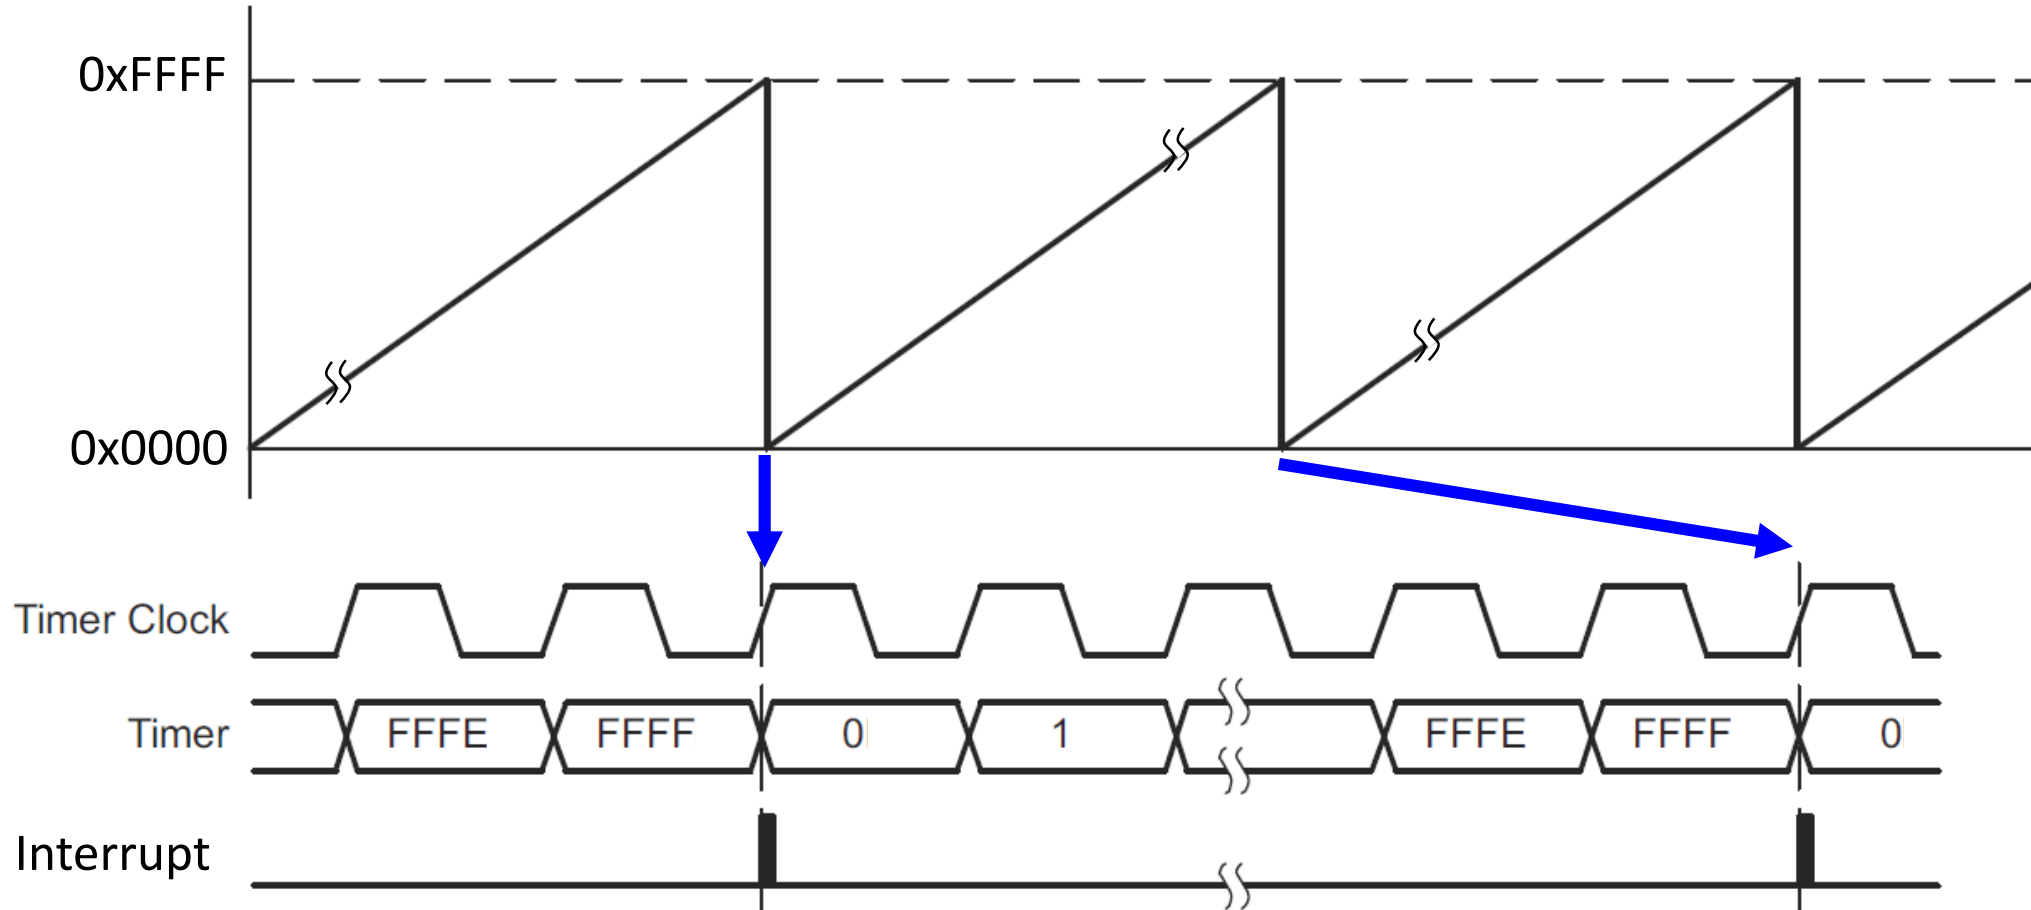 0xFFFF
0x0000
Timer Clock
Timer FFFE FFFF 0 1 FFFE FFFF 0
Interrupt